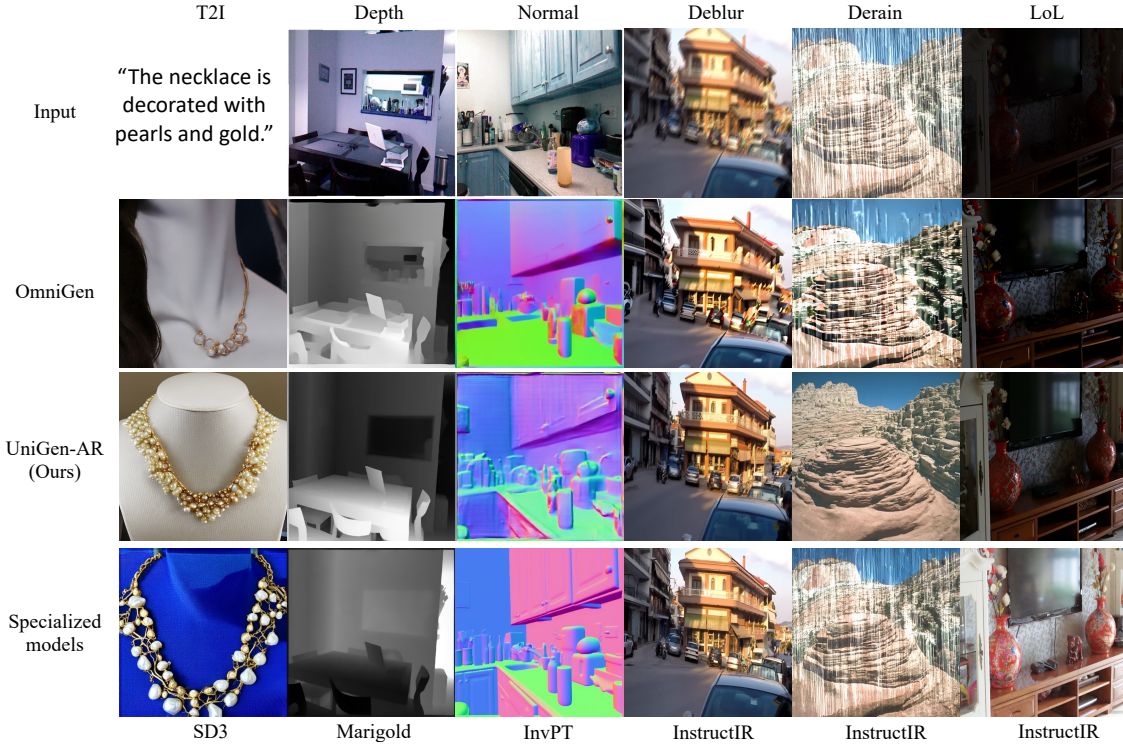 T2I Depth Normal Deblur Derain LoL
Input
“The necklace is
decorated with
pearls and gold.”
OmniGen
UniGen-AR
(Ours)
Specialized
models
SD3 Marigold InvPT InstructIR InstructIR InstructIR